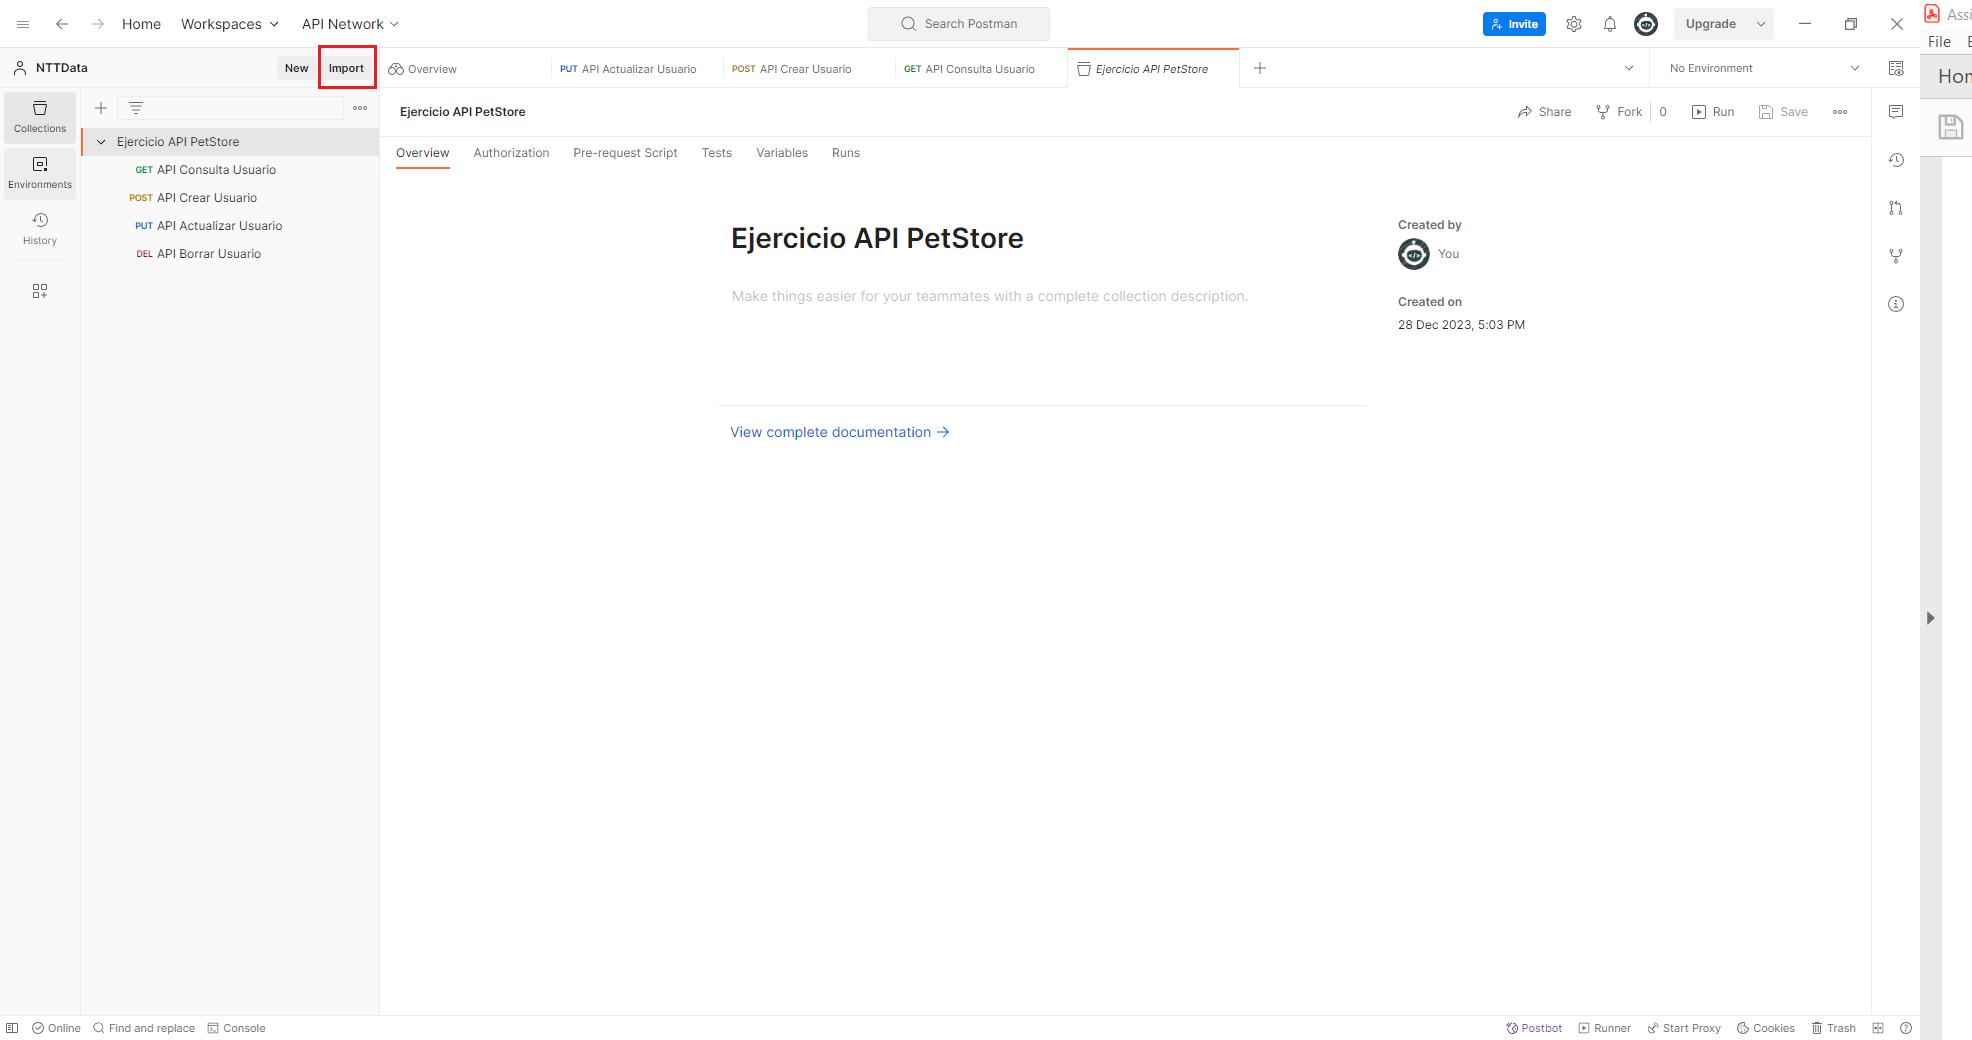 Home
Workspaces
API Network
Search Postman
Invite
Upgrade
Assi
File
NTTData
New
Import
Overview
PUT API Actualizar Usuario
POST API Crear Usuario
GET API Consulta Usuario
Ejercicio API PetStore
No Environment
Hom
Collections
Environments
History
Ejercicio API PetStore
GET API Consulta Usuario
POST API Crear Usuario
PUT API Actualizar Usuario
DEL API Borrar Usuario
Ejercicio API PetStore
Share
Fork
0
Run
Save
Overview
Authorization
Pre-request Script
Tests
Variables
Runs
Ejercicio API PetStore
Make things easier for your teammates with a complete collection description.
View complete documentation →
Created by
You
Created on
28 Dec 2023, 5:03 PM
Online
Find and replace
Console
Postbot
Runner
Start Proxy
Cookies
Trash